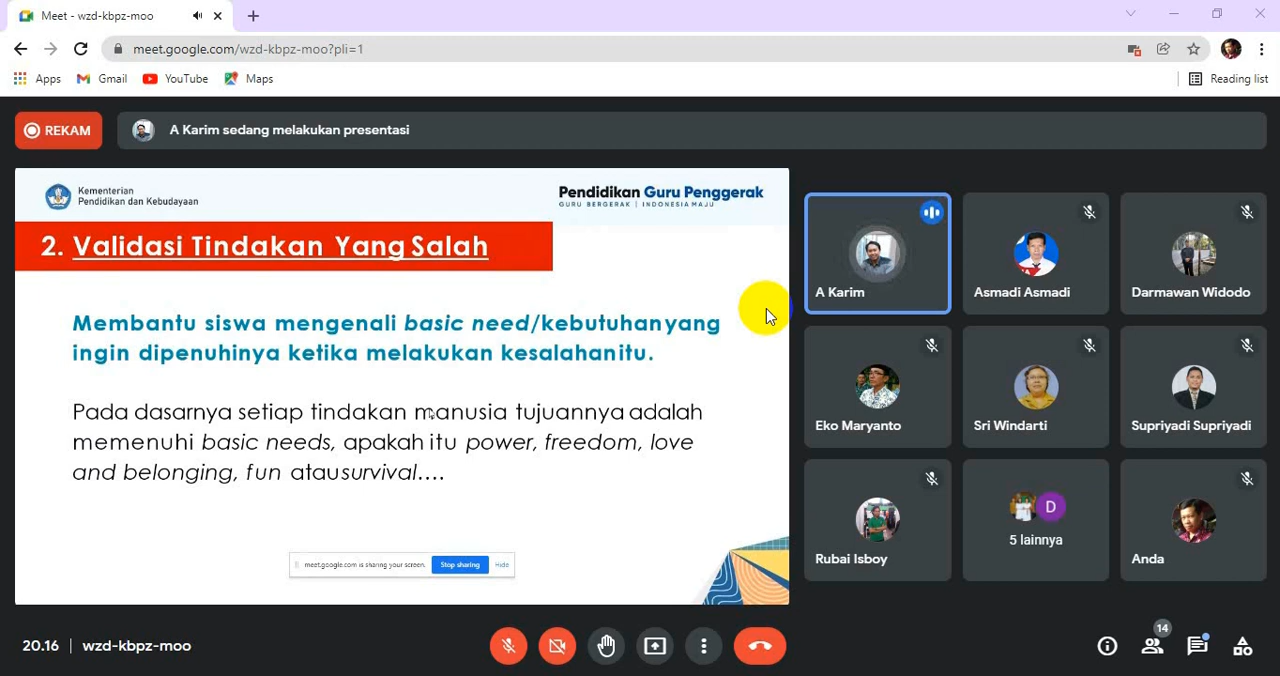 Meet - wzd-kbpz-moo
meet.google.com/wzd-kbpz-moo?pli=1
Apps
Gmail
YouTube
Maps
Reading list
REKAM
A Karim sedang melakukan presentasi
Kementerian
Pendidikan dan Kebudayaan
Pendidikan Guru Penggerak
GURU BERGERAK | INDONESIA MAJU
2. Validasi Tindakan Yang Salah
Membantu siswa mengenali basic need/kebutuhanyang
ingin dipenuhinya ketika melakukan kesalahanitu.
Pada dasarnya setiap tindakan manusia tujuannya adalah
memenuhi basic needs, apakah itu power, freedom, love
and belonging, fun atausurvival....
meet.google.com is sharing your screen.
Stop sharing
Hide
A Karim
Asmadi Asmadi
Darmawan Widodo
Eko Maryanto
Sri Windarti
Supriyadi Supriyadi
Rubai Isboy
D
5 lainnya
Anda
20.16
wzd-kbpz-moo
14